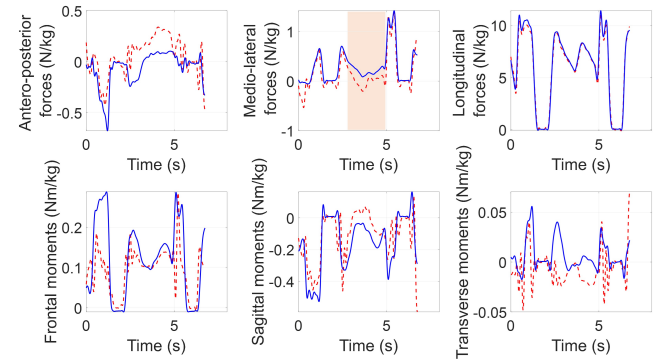 Antero-posterior
forces (N/kg)
0.5
0
-0.5
0
5
Time (s)
Medio-lateral
forces (N/kg)
1
0
-1
0
5
Time (s)
Longitudinal
forces (N/kg)
10
5
0
0
5
Time (s)
Frontal moments (Nm/kg)
0.2
0.1
0
0
5
Time (s)
Sagittal moments (Nm/kg)
0
-0.2
-0.4
0
5
Time (s)
Transverse moments (Nm/kg)
0.05
0
-0.05
0
5
Time (s)